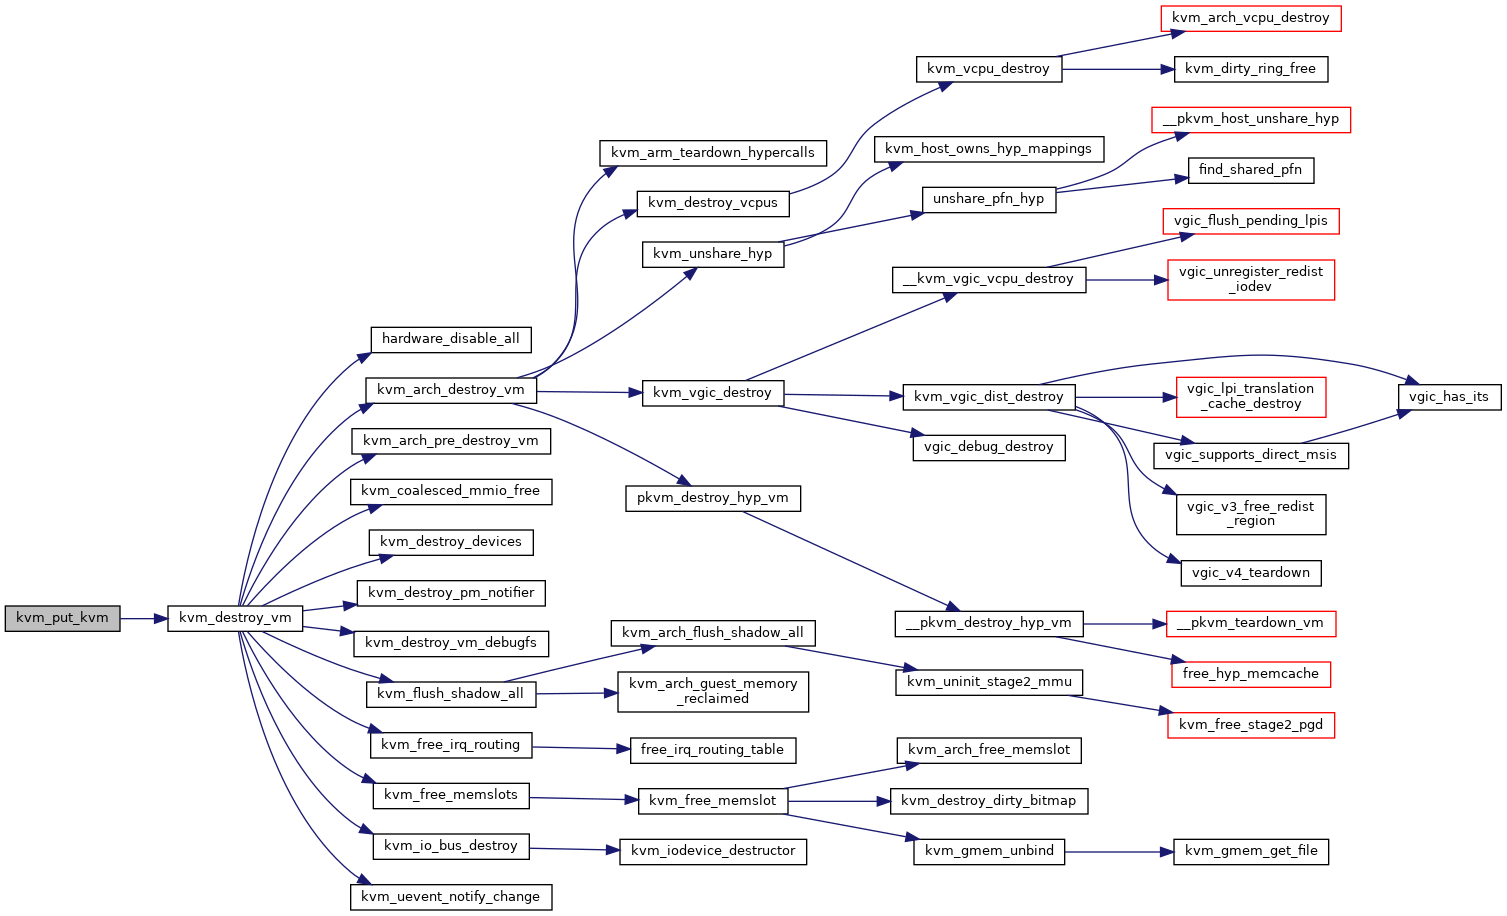 kvm_put_kvm
kvm_destroy_vm
hardware_disable_all
kvm_arch_destroy_vm
kvm_arch_pre_destroy_vm
kvm_coalesced_mmio_free
kvm_destroy_devices
kvm_destroy_pm_notifier
kvm_destroy_vm_debugfs
kvm_flush_shadow_all
kvm_free_irq_routing
kvm_free_memslots
kvm_io_bus_destroy
kvm_uevent_notify_change
kvm_arm_teardown_hypercalls
kvm_destroy_vcpus
kvm_unshare_hyp
kvm_vgic_destroy
pkvm_destroy_hyp_vm
kvm_arch_flush_shadow_all
kvm_arch_guest_memory
_reclaimed
free_irq_routing_table
kvm_free_memslot
kvm_iodevice_destructor
kvm_vcpu_destroy
kvm_host_owns_hyp_mappings
unshare_pfn_hyp
__kvm_vgic_vcpu_destroy
kvm_vgic_dist_destroy
vgic_debug_destroy
__pkvm_destroy_hyp_vm
kvm_uninit_stage2_mmu
kvm_arch_free_memslot
kvm_destroy_dirty_bitmap
kvm_gmem_unbind
kvm_arch_vcpu_destroy
kvm_dirty_ring_free
__pkvm_host_unshare_hyp
find_shared_pfn
vgic_flush_pending_lpis
vgic_unregister_redist
_iodev
vgic_lpi_translation
_cache_destroy
vgic_supports_direct_msis
vgic_v3_free_redist
_region
vgic_v4_teardown
__pkvm_teardown_vm
free_hyp_memcache
kvm_free_stage2_pgd
kvm_gmem_get_file
vgic_has_its